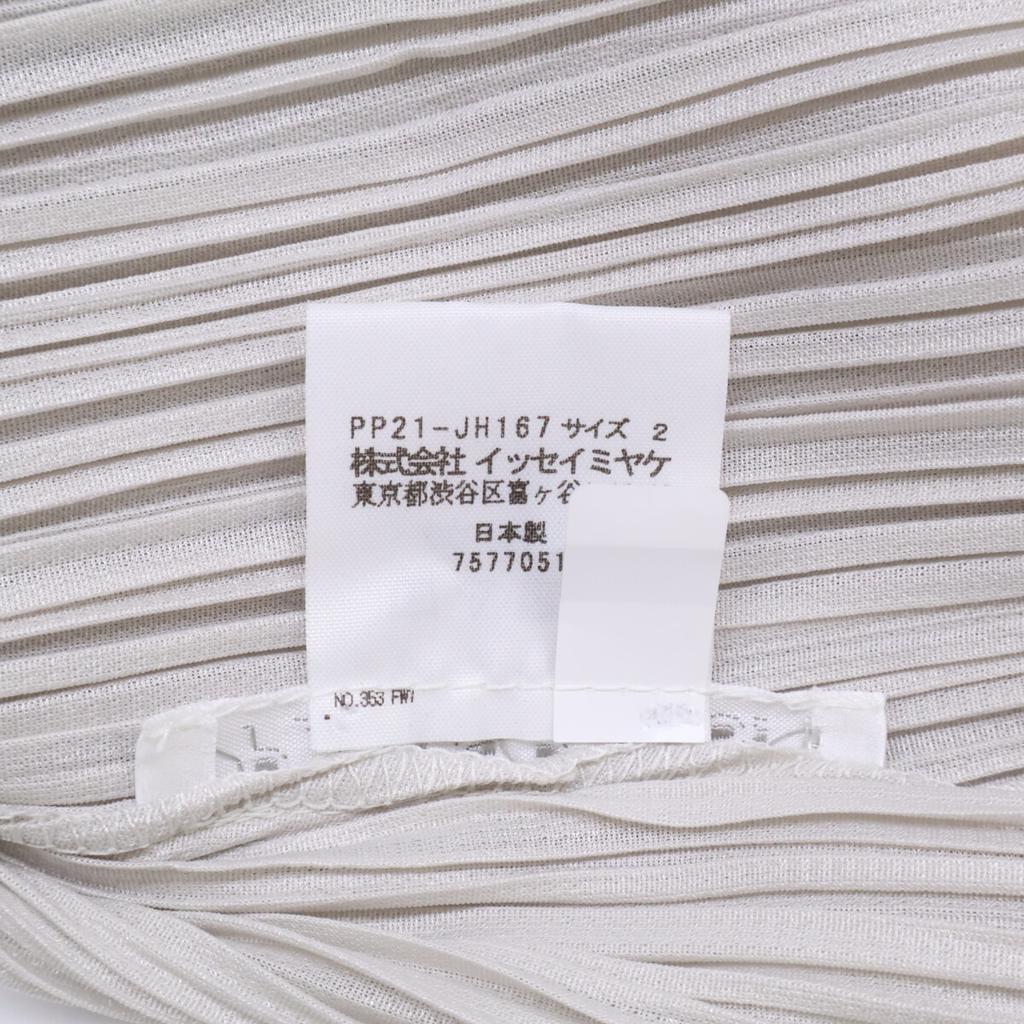 PP21-JH167 サイズ 2
株式会社 イッセイミヤケ
東京都渋谷区富ヶ谷
日本製
7577051
NO.353 FW1